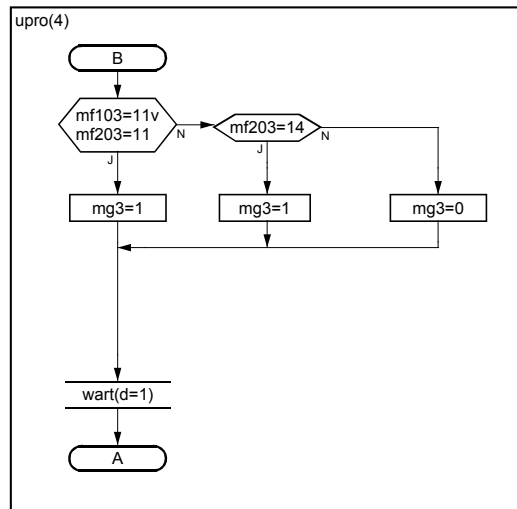 upro(4)
B
mf103=11v
mf203=11
N
J
mf203=14
N
J
mg3=1
mg3=1
mg3=0
wart(d=1)
A